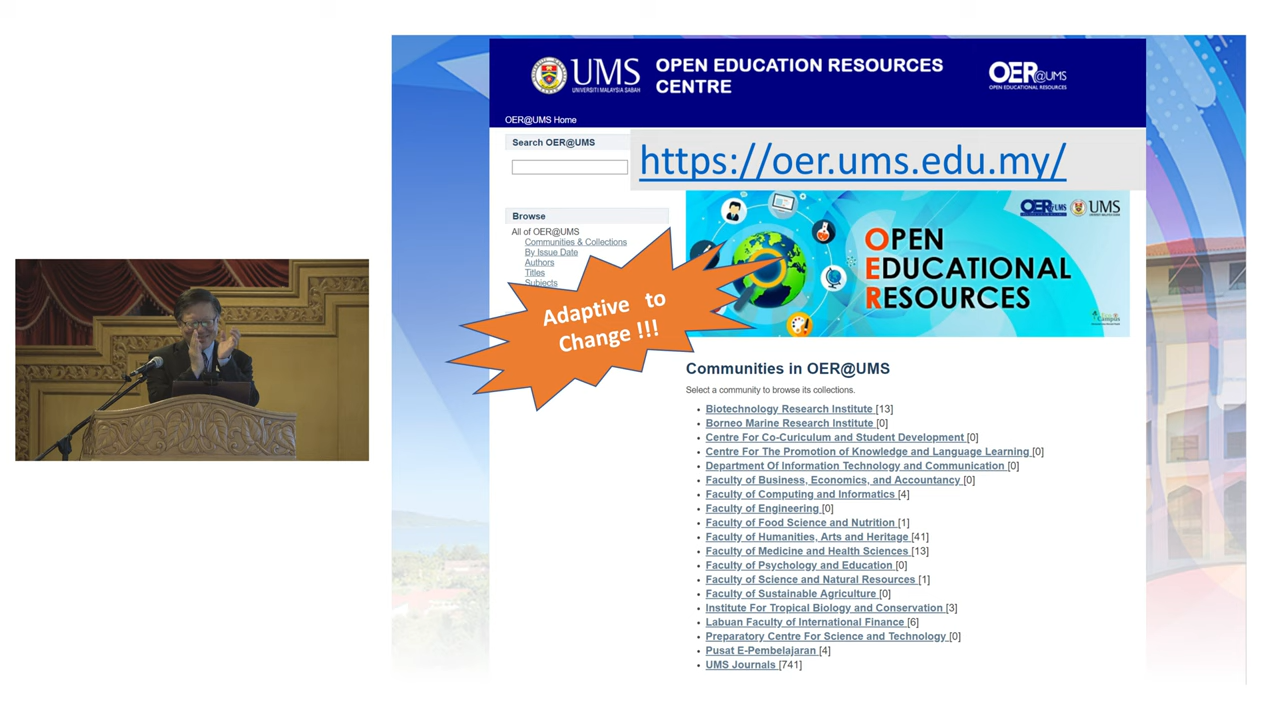 UMS
UNIVERSITI MALAYSIA SABAH
OPEN EDUCATION RESOURCES
CENTRE
OER@UMS
OPEN EDUCATIONAL RESOURCES
OER@UMS Home
Search OER@UMS
https://oer.ums.edu.my/
Browse
All of OER@UMS
Communities & Collections
By Issue Date
Authors
Titles
Subjects
Adaptive to
Change !!!
OER@UMS
UMS
OPEN
EDUCATIONAL
RESOURCES
Communities in OER@UMS
Select a community to browse its collections.
• Biotechnology Research Institute [13]
• Borneo Marine Research Institute [0]
• Centre For Co-Curiculum and Student Development [0]
• Centre For The Promotion of Knowledge and Language Learning [0]
• Department Of Information Technology and Communication [0]
• Faculty of Business, Economics, and Accountancy [0]
• Faculty of Computing and Informatics [4]
• Faculty of Engineering [0]
• Faculty of Food Science and Nutrition [1]
• Faculty of Humanities, Arts and Heritage [41]
• Faculty of Medicine and Health Sciences [13]
• Faculty of Psychology and Education [0]
• Faculty of Science and Natural Resources [1]
• Faculty of Sustainable Agriculture [0]
• Institute For Tropical Biology and Conservation [3]
• Labuan Faculty of International Finance [6]
• Preparatory Centre For Science and Technology [0]
• Pusat E-Pembelajaran [4]
• UMS Journals [741]